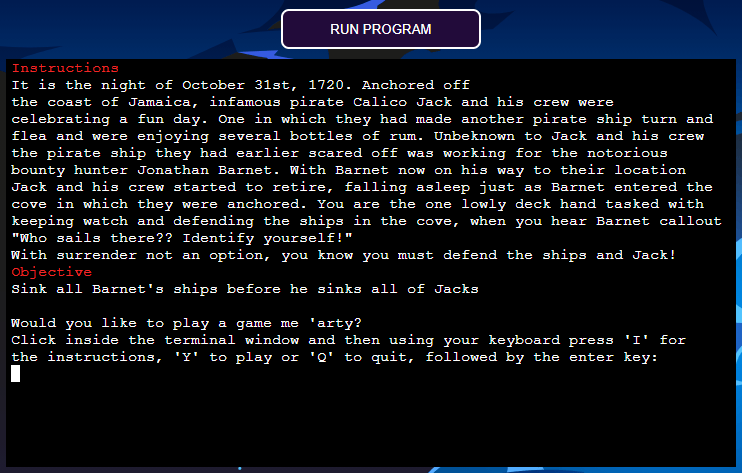 RUN PROGRAM
Instructions
It is the night of October 31st, 1720. Anchored off
the coast of Jamaica, infamous pirate Calico Jack and his crew were
celebrating a fun day. One in which they had made another pirate ship turn and
flea and were enjoying several bottles of rum. Unbeknown to Jack and his crew
the pirate ship they had earlier scared off was working for the notorious
bounty hunter Jonathan Barnet. With Barnet now on his way to their location
Jack and his crew started to retire, falling asleep just as Barnet entered the
cove in which they were anchored. You are the one lowly deck hand tasked with
keeping watch and defending the ships in the cove, when you hear Barnet callout
"Who sails there?? Identify yourself!"
With surrender not an option, you know you must defend the ships and Jack!
Objective
Sink all Barnet's ships before he sinks all of Jacks
Would you like to play a game me 'arty?
Click inside the terminal window and then using your keyboard press 'I' for
the instructions, 'Y' to play or 'Q' to quit, followed by the enter key: